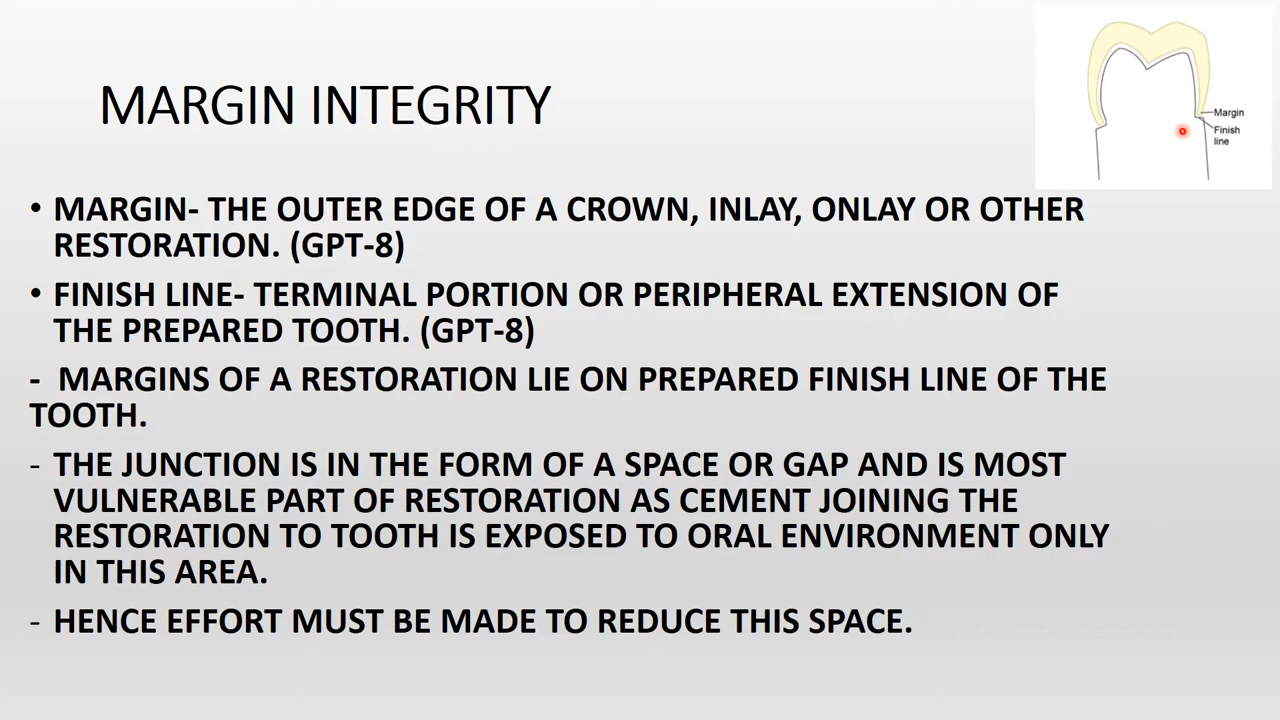 MARGIN INTEGRITY
Margin
Finish
line
• MARGIN- THE OUTER EDGE OF A CROWN, INLAY, ONLAY OR OTHER
RESTORATION. (GPT-8)
• FINISH LINE- TERMINAL PORTION OR PERIPHERAL EXTENSION OF
THE PREPARED TOOTH. (GPT-8)
- MARGINS OF A RESTORATION LIE ON PREPARED FINISH LINE OF THE
TOOTH.
- THE JUNCTION IS IN THE FORM OF A SPACE OR GAP AND IS MOST
VULNERABLE PART OF RESTORATION AS CEMENT JOINING THE
RESTORATION TO TOOTH IS EXPOSED TO ORAL ENVIRONMENT ONLY
IN THIS AREA.
- HENCE EFFORT MUST BE MADE TO REDUCE THIS SPACE.